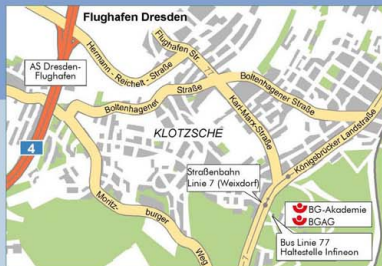 Flughafen Dresden
AS Dresden-
Flughafen
Hermann - Reichelt - Straße
Flughafen Str.
Boltenhagener
Straße
Boltenhagener Straße
Karl-Marx-Straße
KLOTZSCHE
Königsbrücker Landstraße
4
Straßenbahn
Linie 7 (Weixdorf)
Moritz-
burger
Weg
BG-Akademie
BGAG
Bus Linie 77
Haltestelle Infineon
7